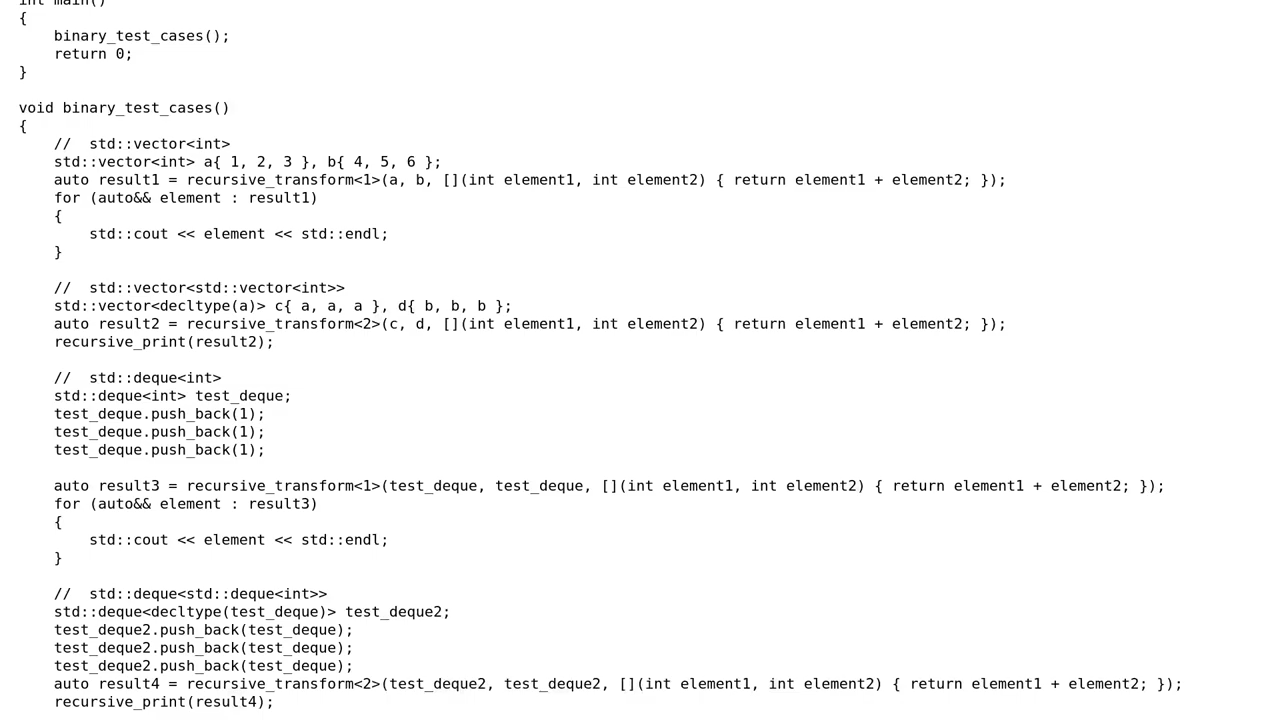 int main()
{
    binary_test_cases();
    return 0;
}

void binary_test_cases()
{
    //  std::vector<int>
    std::vector<int> a{ 1, 2, 3 }, b{ 4, 5, 6 };
    auto result1 = recursive_transform<1>(a, b, [](int element1, int element2) { return element1 + element2; });
    for (auto&& element : result1)
    {
        std::cout << element << std::endl;
    }

    //  std::vector<std::vector<int>>
    std::vector<decltype(a)> c{ a, a, a }, d{ b, b, b };
    auto result2 = recursive_transform<2>(c, d, [](int element1, int element2) { return element1 + element2; });
    recursive_print(result2);

    //  std::deque<int>
    std::deque<int> test_deque;
    test_deque.push_back(1);
    test_deque.push_back(1);
    test_deque.push_back(1);

    auto result3 = recursive_transform<1>(test_deque, test_deque, [](int element1, int element2) { return element1 + element2; });
    for (auto&& element : result3)
    {
        std::cout << element << std::endl;
    }

    //  std::deque<std::deque<int>>
    std::deque<decltype(test_deque)> test_deque2;
    test_deque2.push_back(test_deque);
    test_deque2.push_back(test_deque);
    test_deque2.push_back(test_deque);
    auto result4 = recursive_transform<2>(test_deque2, test_deque2, [](int element1, int element2) { return element1 + element2; });
    recursive_print(result4);